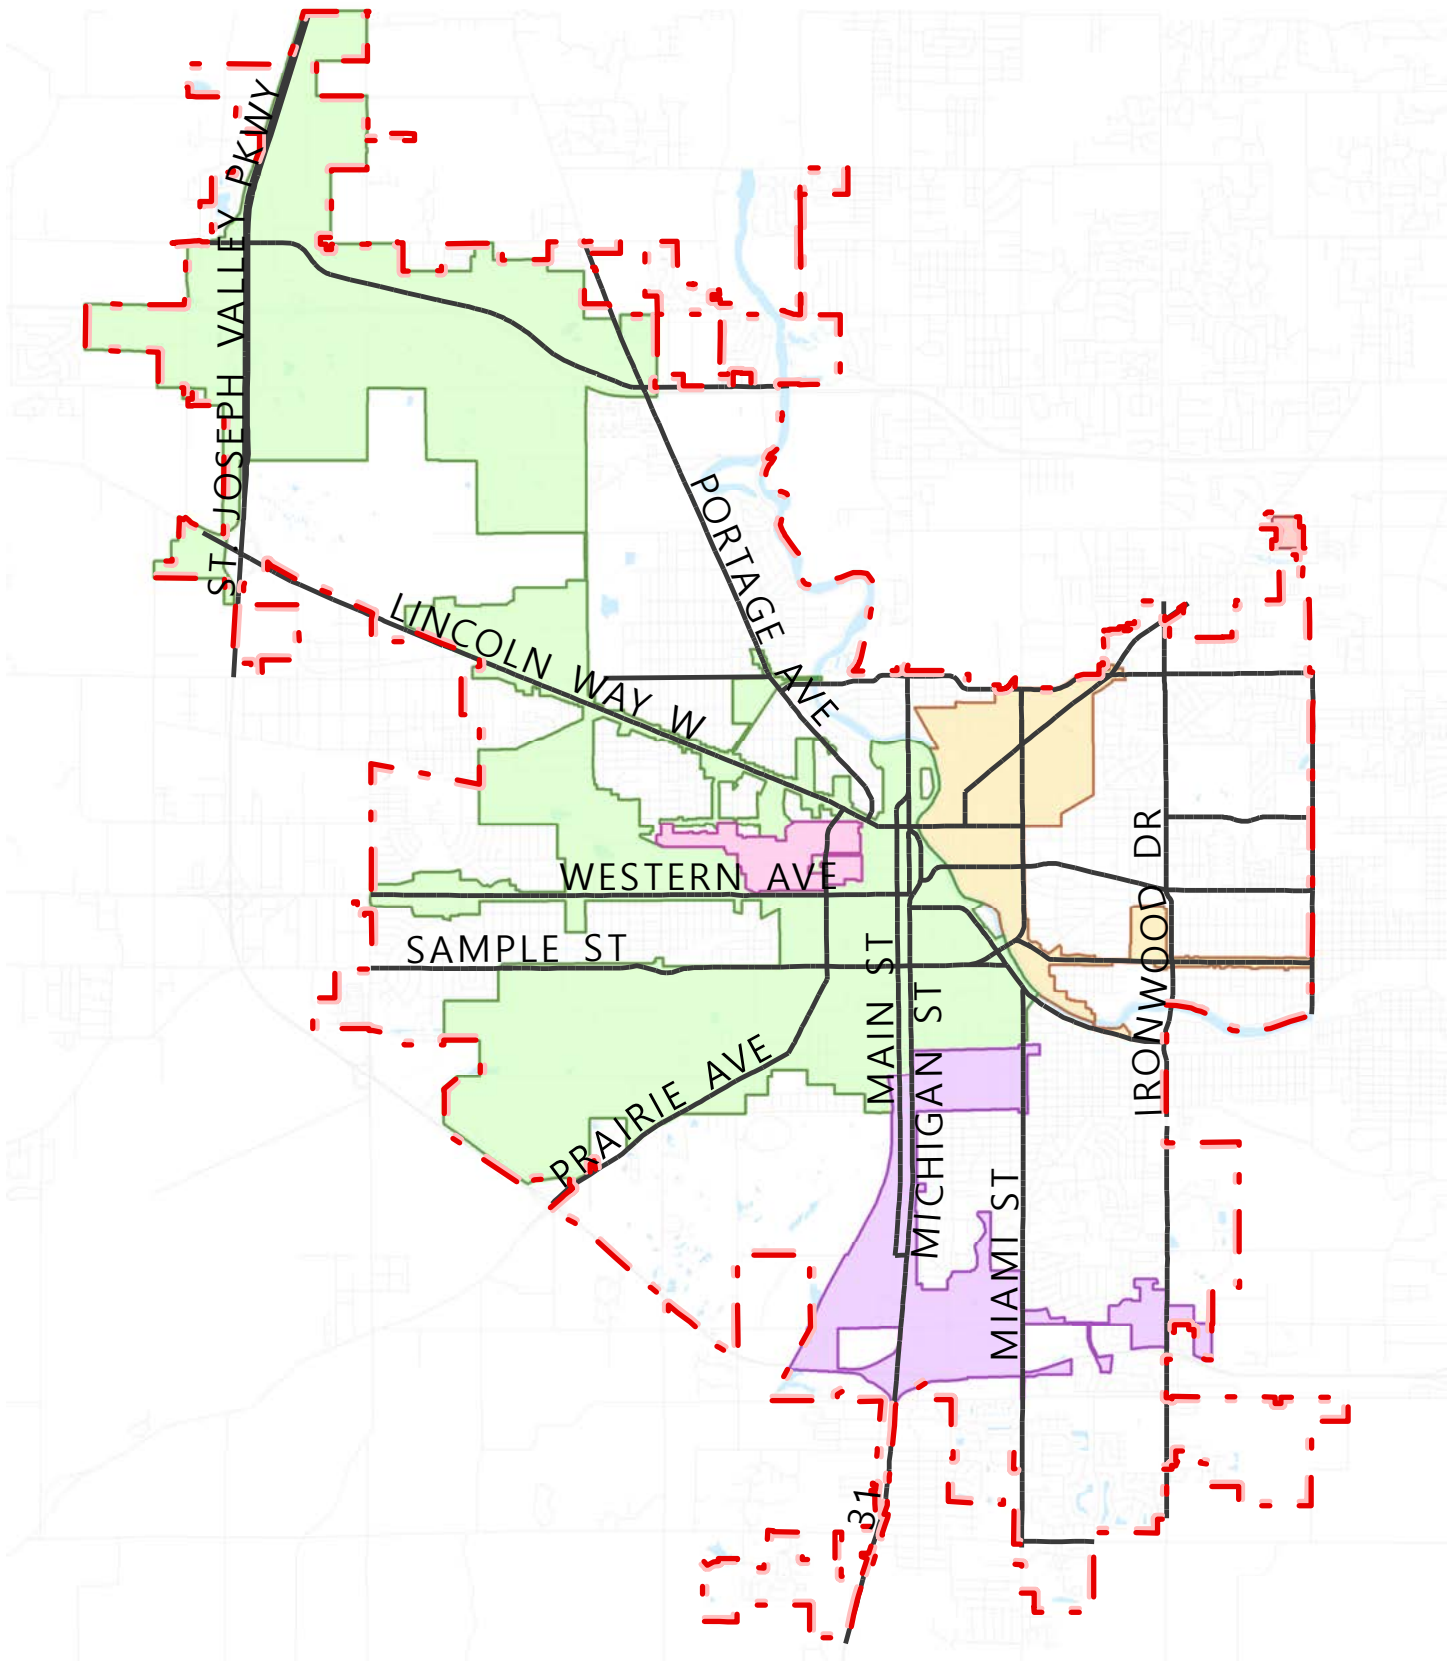 ST JOSEPH VALLEY PKWY
PORTAGE AVE
LINCOLN WAY W
WESTERN AVE
SAMPLE ST
PRAIRIE AVE
MAIN ST
MICHIGAN ST
MIAMI ST
IRONWOOD DR
31